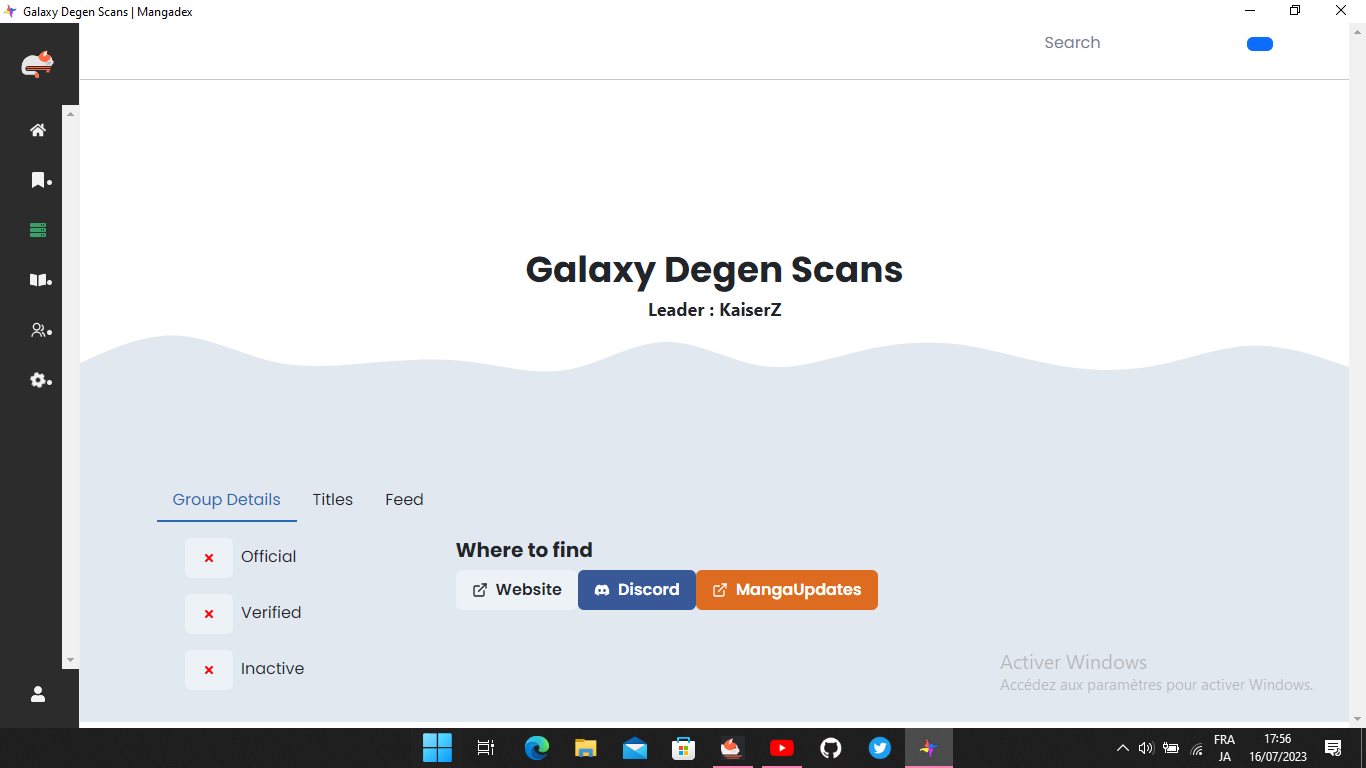 Galaxy Degen Scans | Mangadex
Search
Galaxy Degen Scans
Leader : KaiserZ
Group Details Titles Feed
Official
Verified
Inactive
Where to find
Website Discord MangaUpdates
Activer Windows
Accédez aux paramètres pour activer Windows.
FRA
JA
17:56
16/07/2023